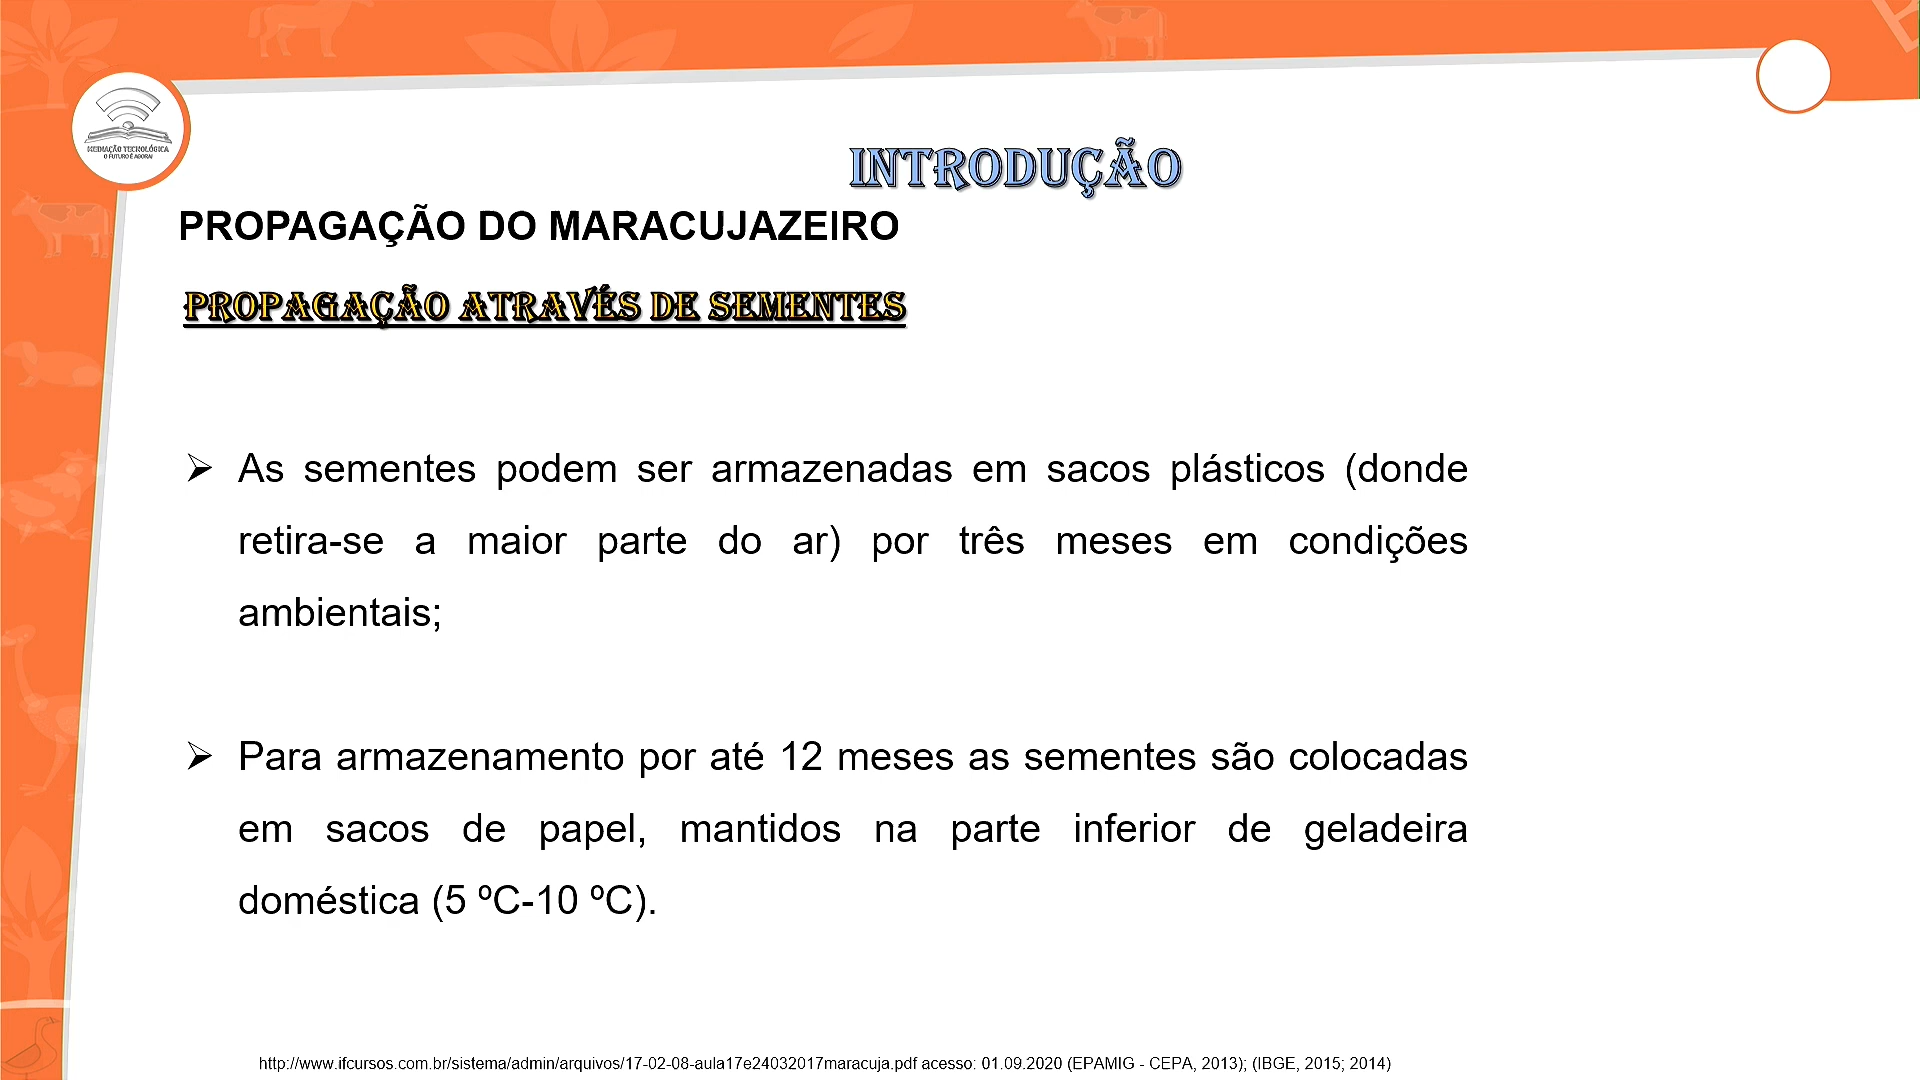 MEDIAÇÃO TECNOLÓGICA
O FUTURO É AGORA!
INTRODUÇÃO
PROPAGAÇÃO DO MARACUJAZEIRO
PROPAGAÇÃO ATRAVÉS DE SEMENTES
➢ As sementes podem ser armazenadas em sacos plásticos (donde
retira-se a maior parte do ar) por três meses em condições
ambientais;
➢ Para armazenamento por até 12 meses as sementes são colocadas
em sacos de papel, mantidos na parte inferior de geladeira
doméstica (5 ºC-10 ºC).
http://www.ifcursos.com.br/sistema/admin/arquivos/17-02-08-aula17e24032017maracuja.pdf acesso: 01.09.2020 (EPAMIG - CEPA, 2013); (IBGE, 2015; 2014)